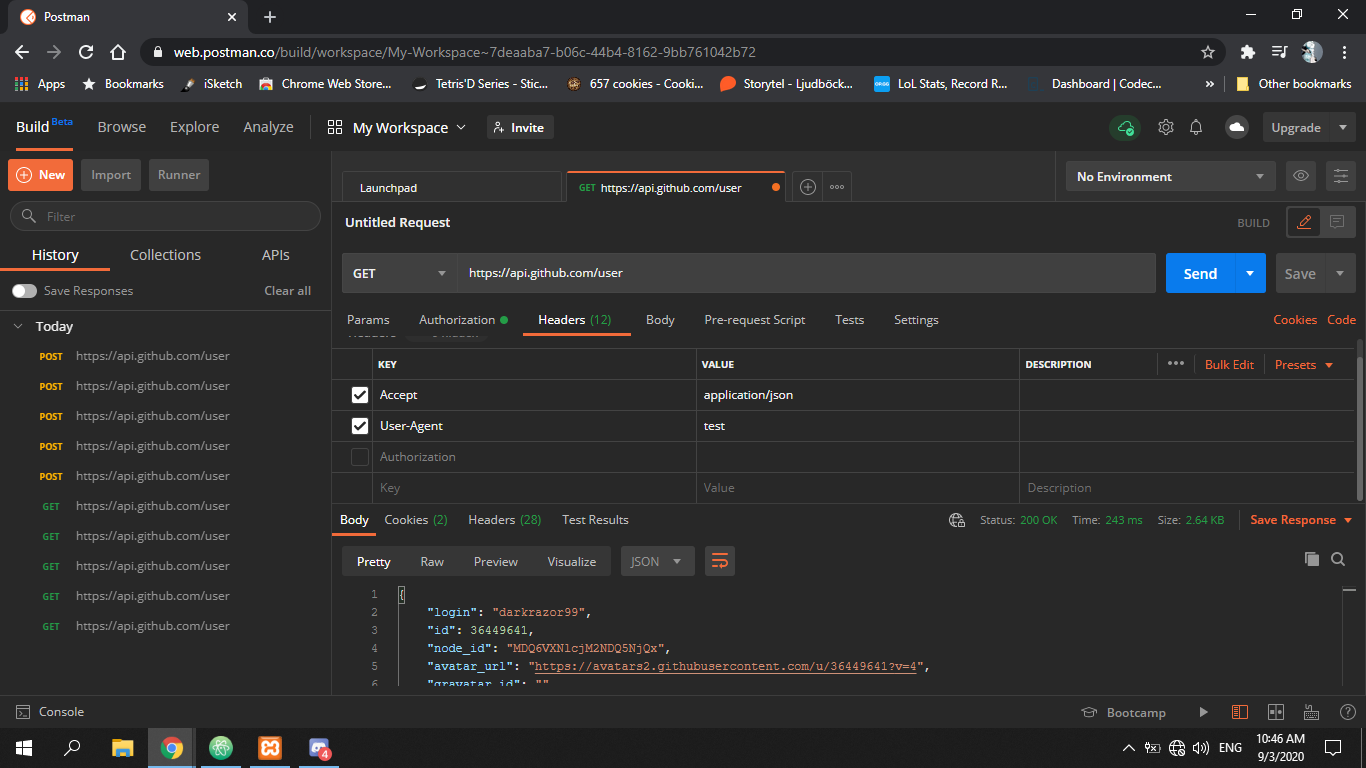 Postman
web.postman.co/build/workspace/My-Workspace~7deaaba7-b06c-44b4-8162-9bb761042b72
Apps Bookmarks iSketch Chrome Web Store... Tetris'D Series - Stic... 657 cookies - Cooki... Storytel - Ljudböck... LoL Stats, Record R... Dashboard | Codec... » Other bookmarks
Build Beta Browse Explore Analyze My Workspace Invite Upgrade
New Import Runner
Launchpad GET https://api.github.com/user No Environment
Filter
Untitled Request BUILD
History Collections APIs
GET https://api.github.com/user Send Save
Save Responses Clear all
Params Authorization Headers (12) Body Pre-request Script Tests Settings Cookies Code
Today
POST https://api.github.com/user
POST https://api.github.com/user
POST https://api.github.com/user
POST https://api.github.com/user
POST https://api.github.com/user
GET https://api.github.com/user
GET https://api.github.com/user
GET https://api.github.com/user
GET https://api.github.com/user
GET https://api.github.com/user
KEY VALUE DESCRIPTION Bulk Edit Presets
Accept application/json
User-Agent test
Authorization
Key Value Description
Body Cookies (2) Headers (28) Test Results Status: 200 OK Time: 243 ms Size: 2.64 KB Save Response
Pretty Raw Preview Visualize JSON
1 {
2 "login": "darkrazor99",
3 "id": 36449641,
4 "node_id": "MDQ6VXNlcjM2NDQ5NjQx",
5 "avatar_url": "https://avatars2.githubusercontent.com/u/36449641?v=4",
6 "gravatar_id": ""
Console Bootcamp
4 ENG 10:46 AM
9/3/2020